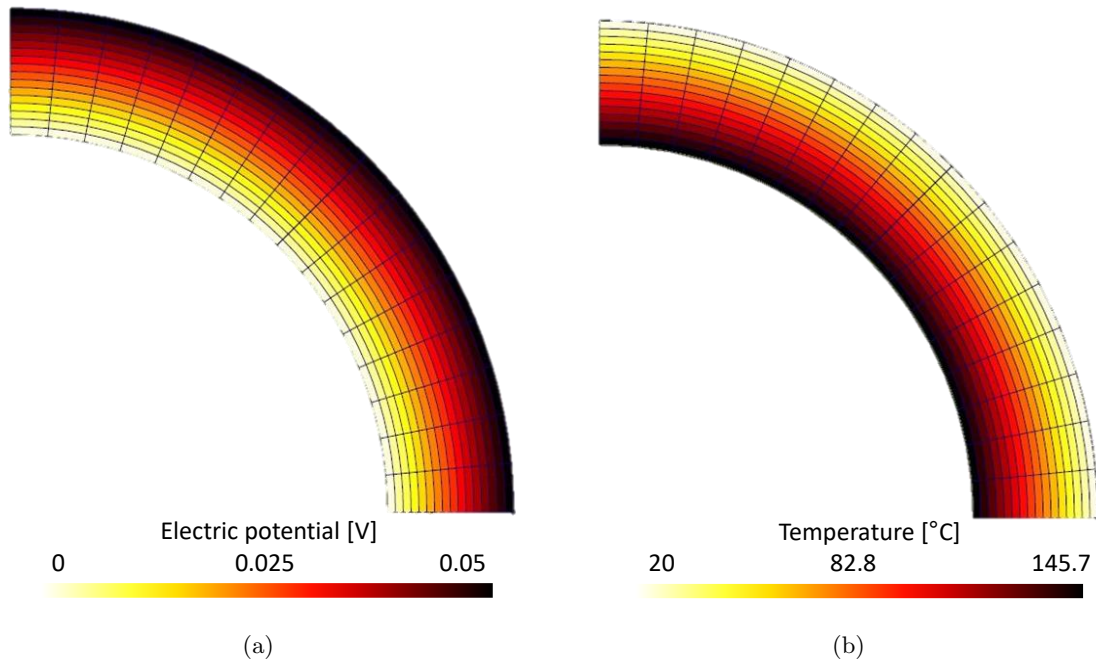 Electric potential [V]
0 0.025 0.05
(a)
Temperature [°C]
20 82.8 145.7
(b)